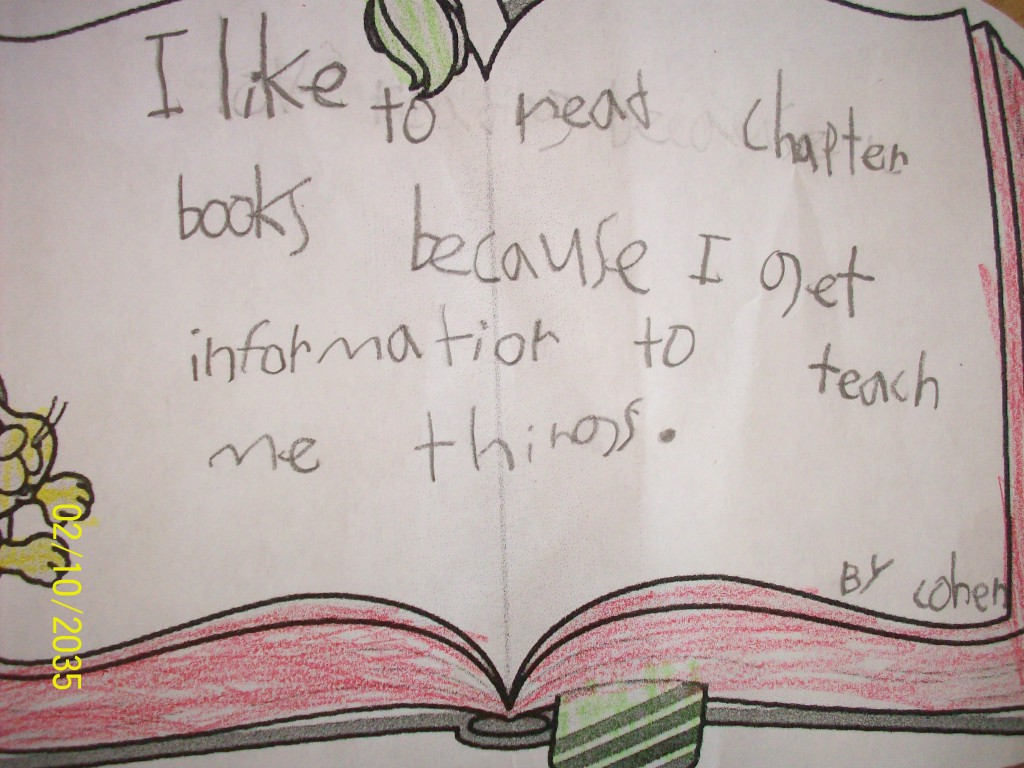 I like to read chapter
books because I get
information to teach
me things.
By cohen
02/10/2035